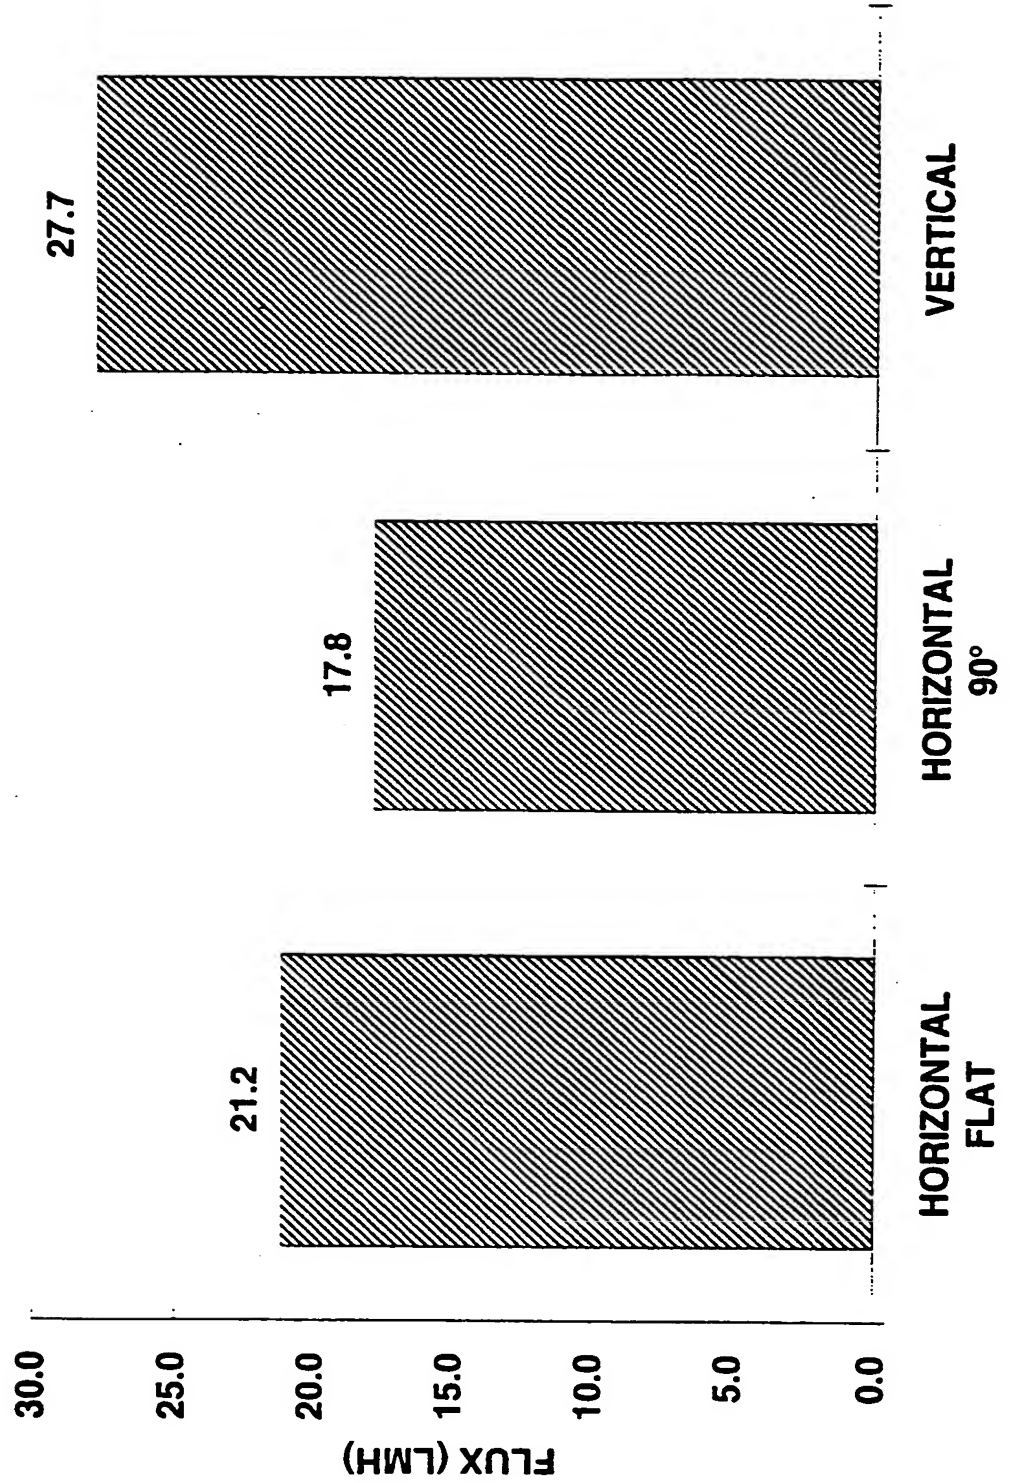 FLUX (LMH)
30.0
25.0
20.0
15.0
10.0
5.0
0.0
21.2
17.8
27.7
HORIZONTAL
FLAT
HORIZONTAL
90°
VERTICAL